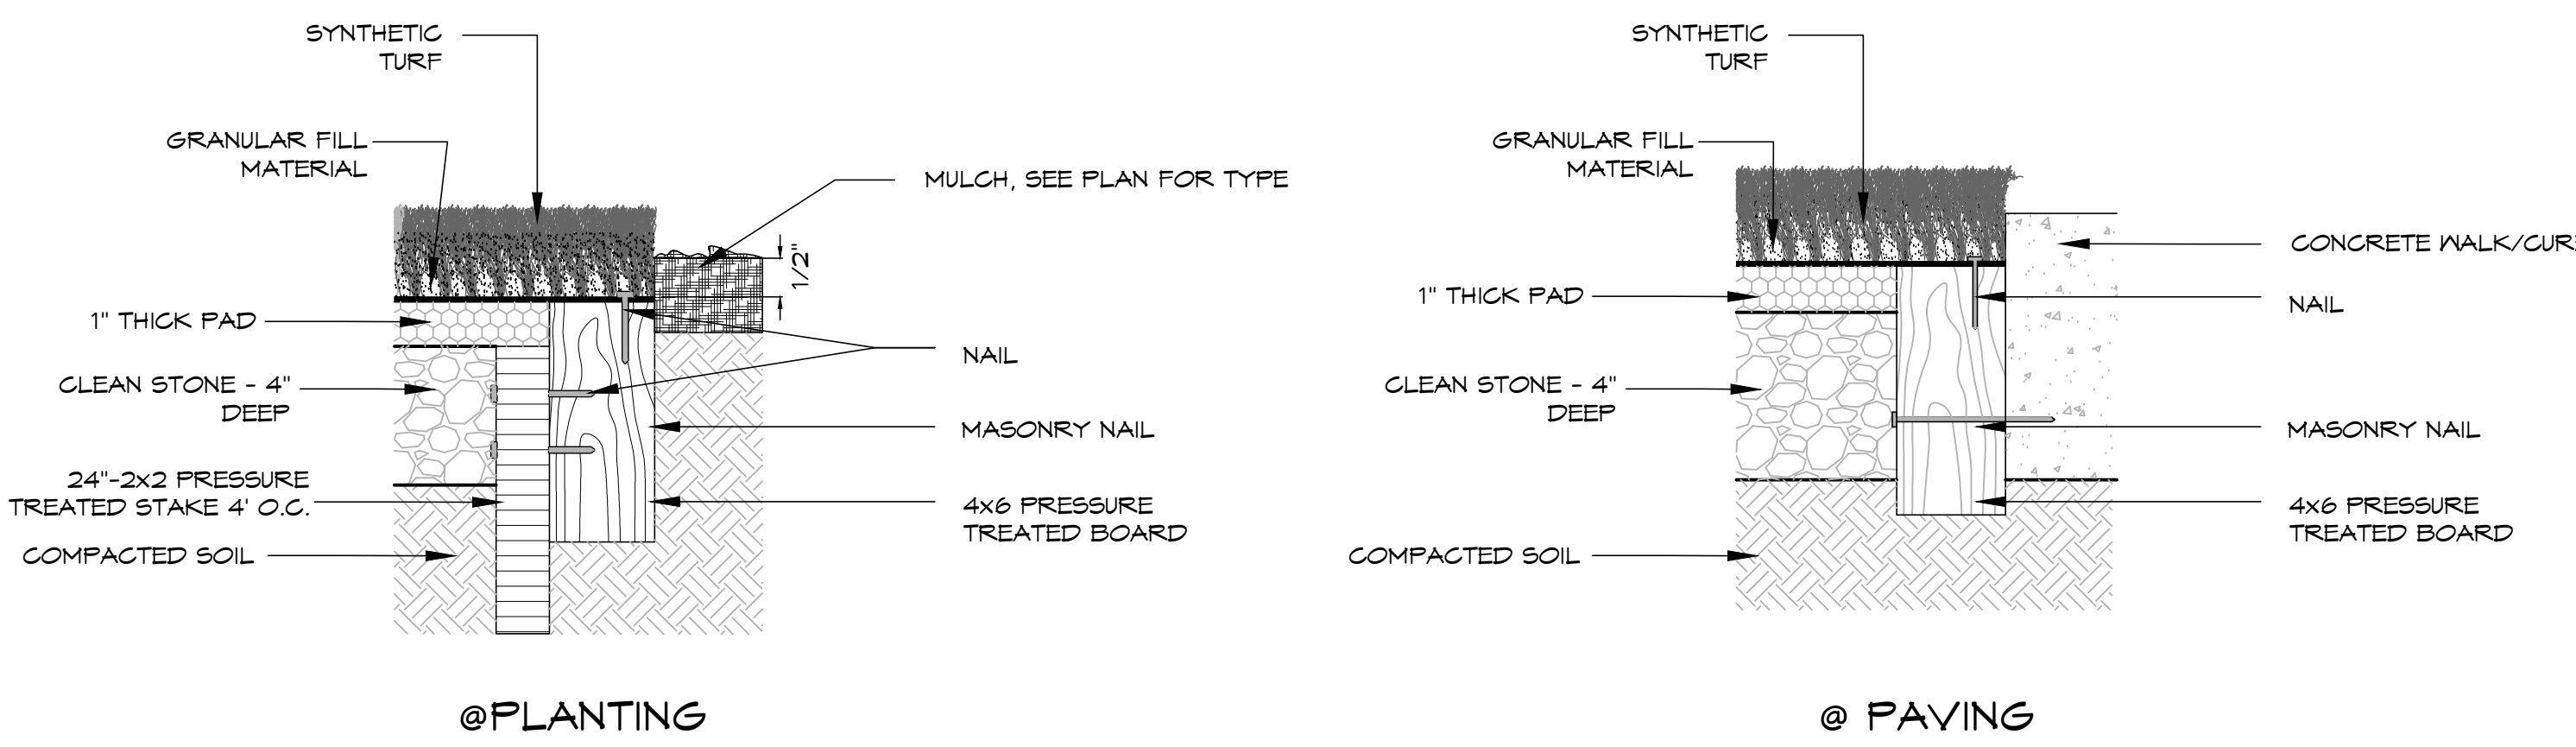 SYNTHETIC
TURF
GRANULAR FILL
MATERIAL
MULCH, SEE PLAN FOR TYPE
1/2"
1" THICK PAD
NAIL
CLEAN STONE - 4"
DEEP
MASONRY NAIL
24"-2x2 PRESSURE
TREATED STAKE 4' O.C.
4x6 PRESSURE
TREATED BOARD
COMPACTED SOIL
@PLANTING
SYNTHETIC
TURF
GRANULAR FILL
MATERIAL
CONCRETE WALK/CUR
1" THICK PAD
NAIL
CLEAN STONE - 4"
DEEP
MASONRY NAIL
4x6 PRESSURE
TREATED BOARD
COMPACTED SOIL
@ PAVING